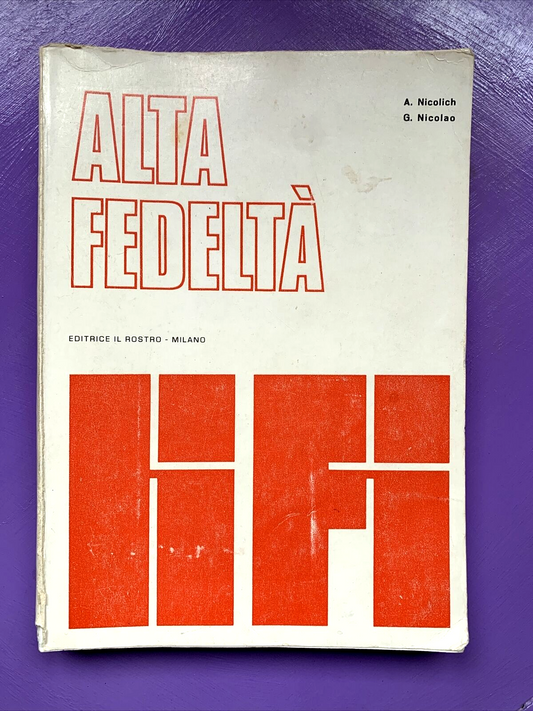 A. Nicolich
G. Nicolao
ALTA
FEDELTÀ
EDITRICE IL ROSTRO - MILANO
HiFi